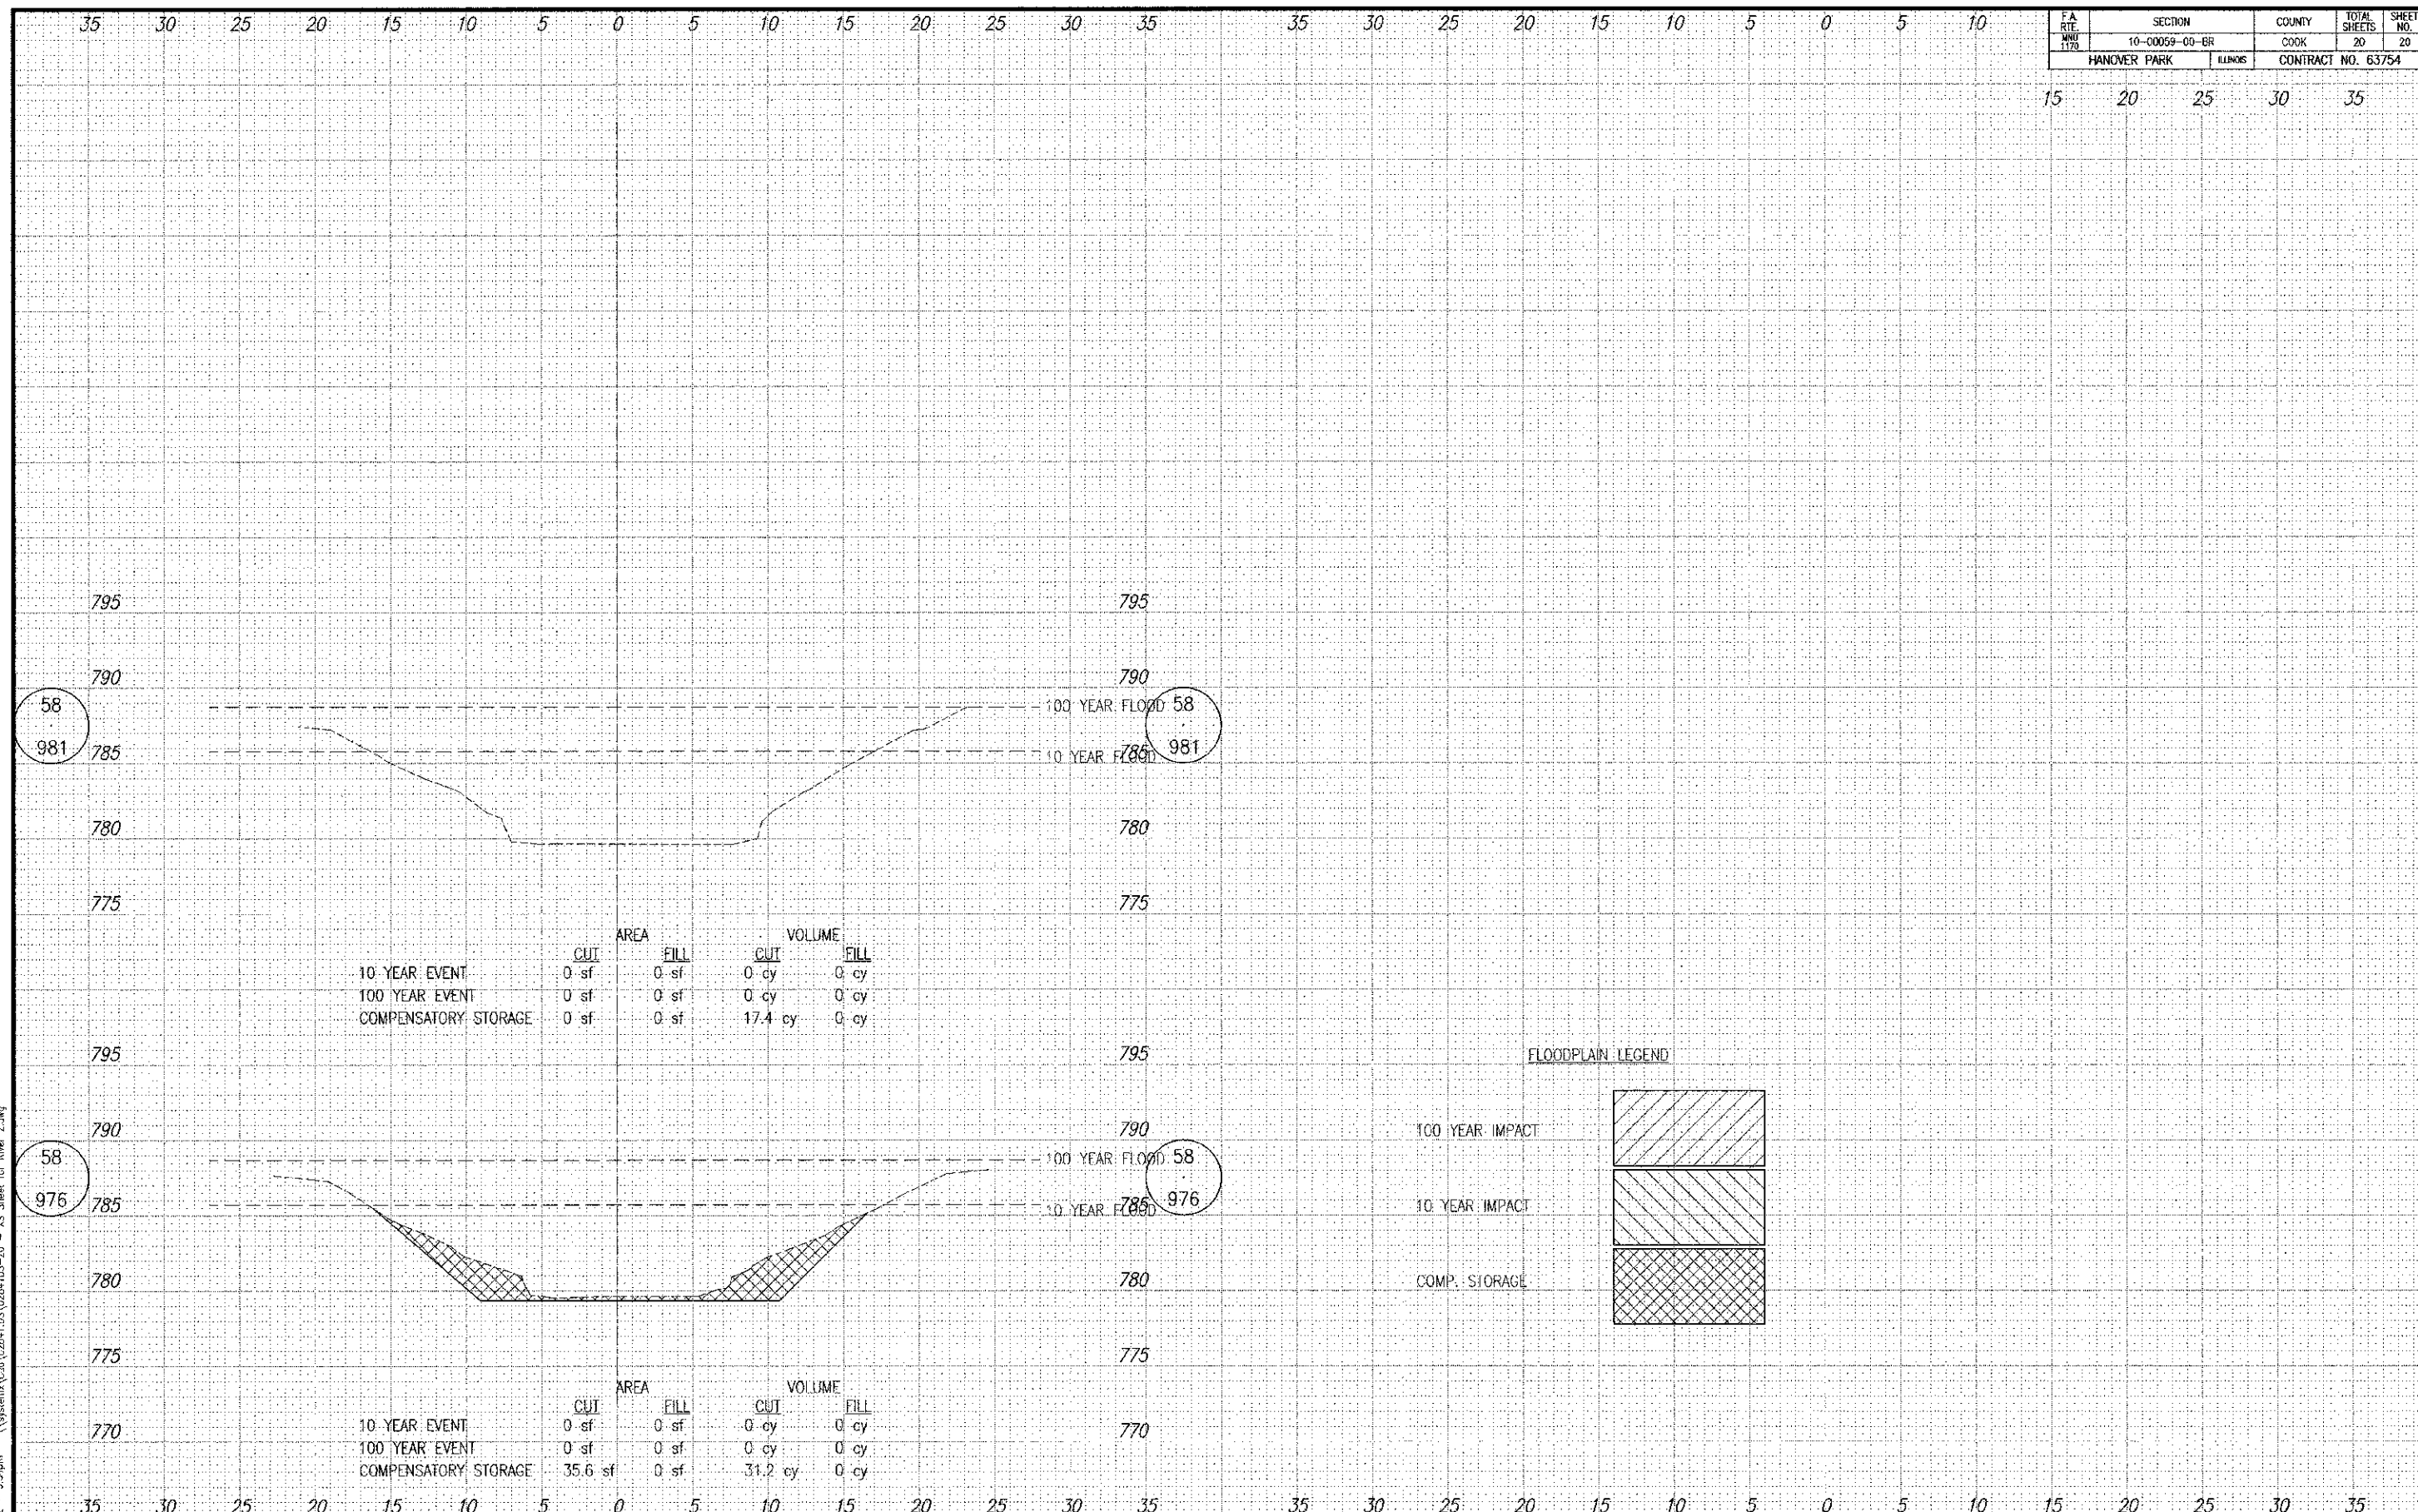 35 30 25 20 15 10 5 0 5 10 15 20 25 30 35 35 30 25 20 15 10 5 0 5 10
F.A. RTE. SECTION COUNTY TOTAL SHEETS SHEET NO.
MNU 1170 10-00059-00-BR COOK 20 20
HANOVER PARK ILLINOIS CONTRACT NO. 63754
15 20 25 30 35
795 795
790 790
58 100 YEAR FLOOD 58
981 785 785 981
10 YEAR FLOOD
780 780
775 775
AREA VOLUME
CUT FILL CUT FILL
10 YEAR EVENT 0 sf 0 sf 0 cy 0 cy
100 YEAR EVENT 0 sf 0 sf 0 cy 0 cy
COMPENSATORY STORAGE 0 sf 0 sf 17.4 cy 0 cy
795 795
FLOODPLAIN LEGEND
790 790
100 YEAR IMPACT
58 100 YEAR FLOOD 58
976 785 785 976
10 YEAR FLOOD
10 YEAR IMPACT
780 780
COMP. STORAGE
775 775
AREA VOLUME
CUT FILL CUT FILL
10 YEAR EVENT 0 sf 0 sf 0 cy 0 cy
770 770
100 YEAR EVENT 0 sf 0 sf 0 cy 0 cy
COMPENSATORY STORAGE 35.6 sf 0 sf 31.2 cy 0 cy
35 30 25 20 15 10 5 0 5 10 15 20 25 30 35 35 30 25 20 15 10 5 0 5 10 15 20 25 30 35